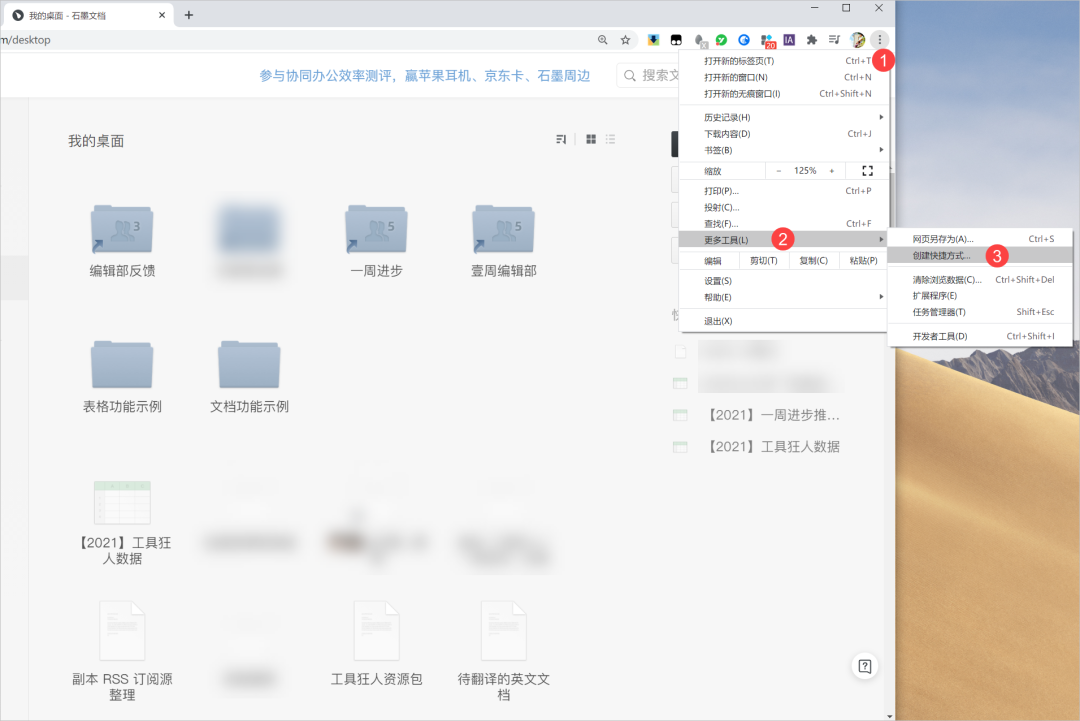 我的桌面 - 石墨文档
m/desktop
20
IA
参与协同办公效率测评，赢苹果耳机、京东卡、石墨周边
搜索文
打开新的标签页(T) Ctrl+T
1
打开新的窗口(N) Ctrl+N
打开新的无痕窗口(I) Ctrl+Shift+N
历史记录(H)
下载内容(D) Ctrl+J
书签(B)
缩放 - 125% +
打印(P)... Ctrl+P
投射(C)...
查找(F)... Ctrl+F
更多工具(L)
2
编辑 剪切(T) 复制(C) 粘贴(P)
设置(S)
帮助(E)
退出(X)
网页另存为(A)... Ctrl+S
创建快捷方式...
3
清除浏览数据(C)... Ctrl+Shift+Del
扩展程序(E)
任务管理器(T) Shift+Esc
开发者工具(D) Ctrl+Shift+I
我的桌面
3
5
5
编辑部反馈
一周进步
壹周编辑部
表格功能示例
文档功能示例
【2021】一周进步推...
【2021】工具狂人数据
【2021】工具狂
人数据
副本 RSS 订阅源
整理
工具狂人资源包
待翻译的英文文
档